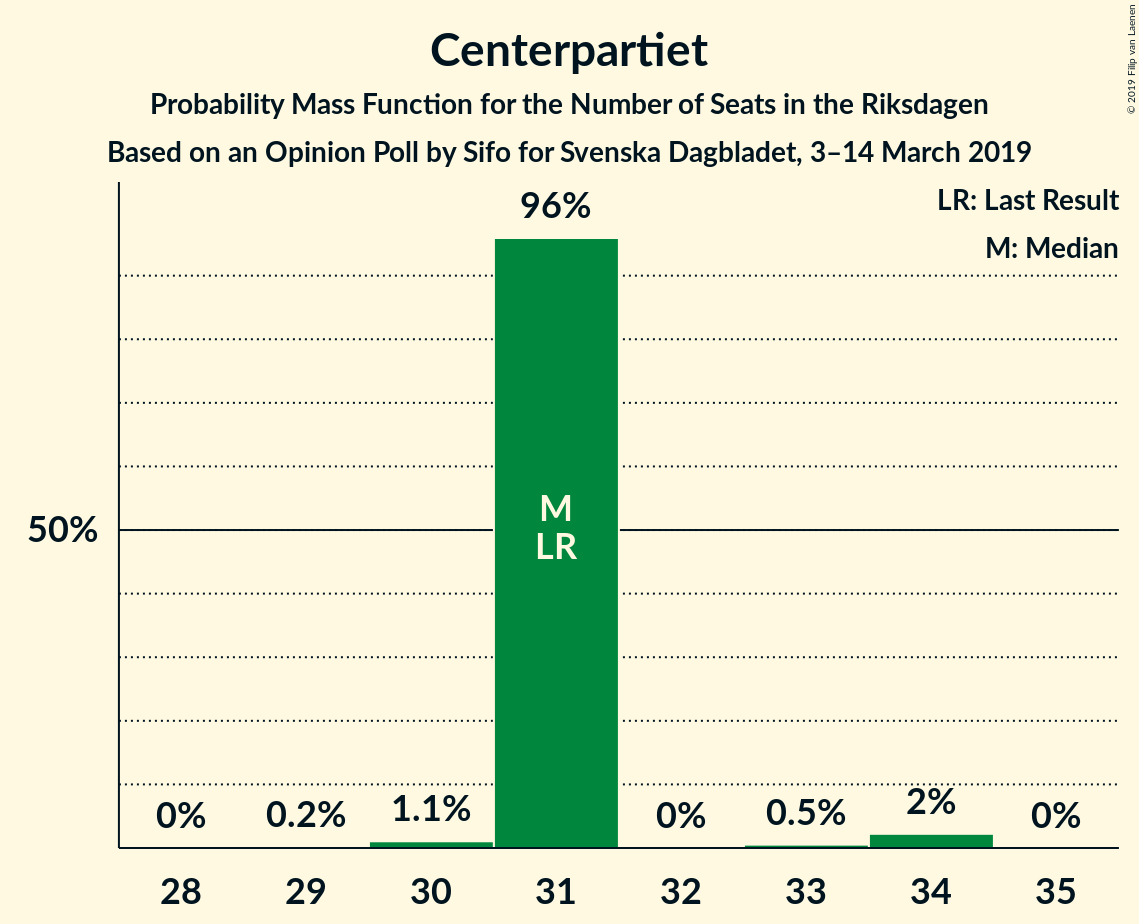 Centerpartiet
Probability Mass Function for the Number of Seats in the Riksdagen
Based on an Opinion Poll by Sifo for Svenska Dagbladet, 3–14 March 2019
© 2019 Filip van Laenen
LR: Last Result
M: Median
96%
50%
M
LR
0%
0.2%
1.1%
0%
0.5%
2%
0%
28
29
30
31
32
33
34
35